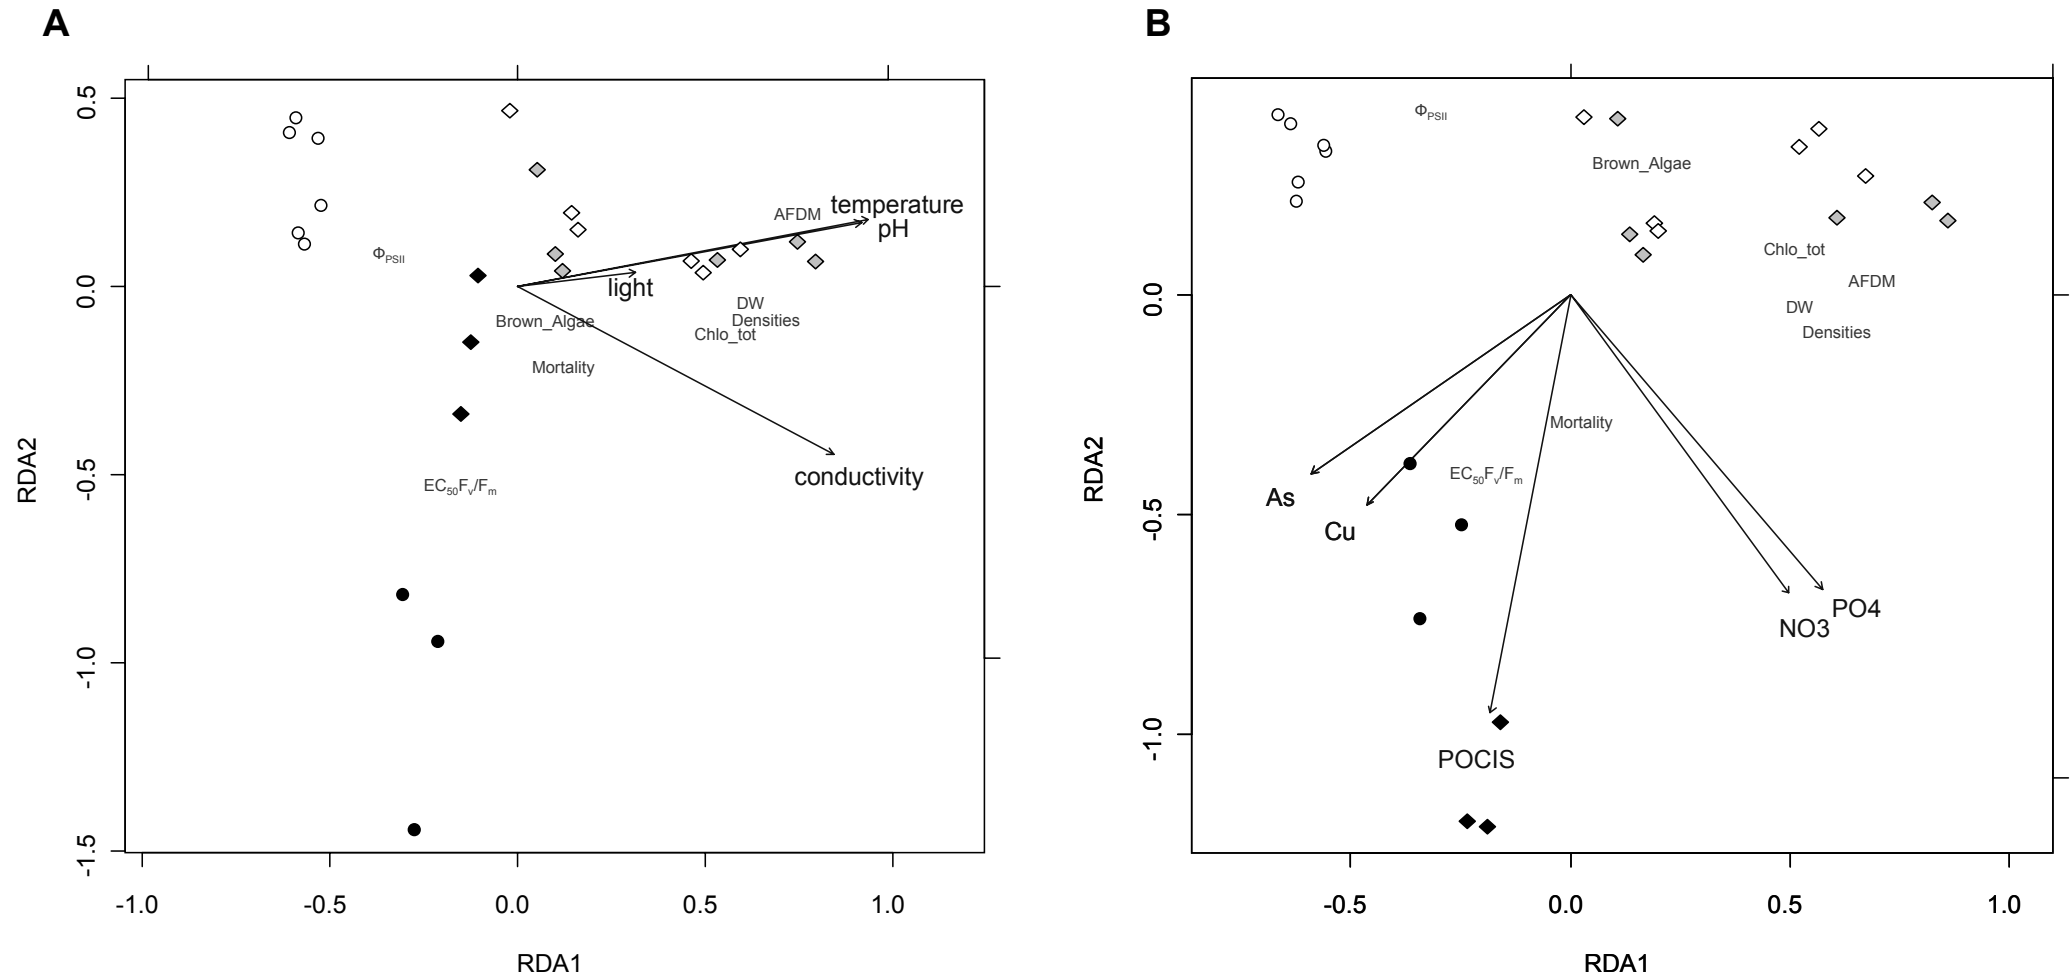 A
B
0.5
0.0
-0.5
-1.0
-1.5
RDA2
temperature
pH
AFDM
light
ΦPSII
DW
Densities
Chlo_tot
Brown_Algae
Mortality
conductivity
EC50Fv/Fm
-1.0
-0.5
0.0
0.5
1.0
RDA1
0.0
-0.5
-1.0
RDA2
ΦPSII
Brown_Algae
Chlo_tot
AFDM
DW
Densities
Mortality
EC50Fv/Fm
As
Cu
PO4
NO3
POCIS
-0.5
0.0
0.5
1.0
RDA1